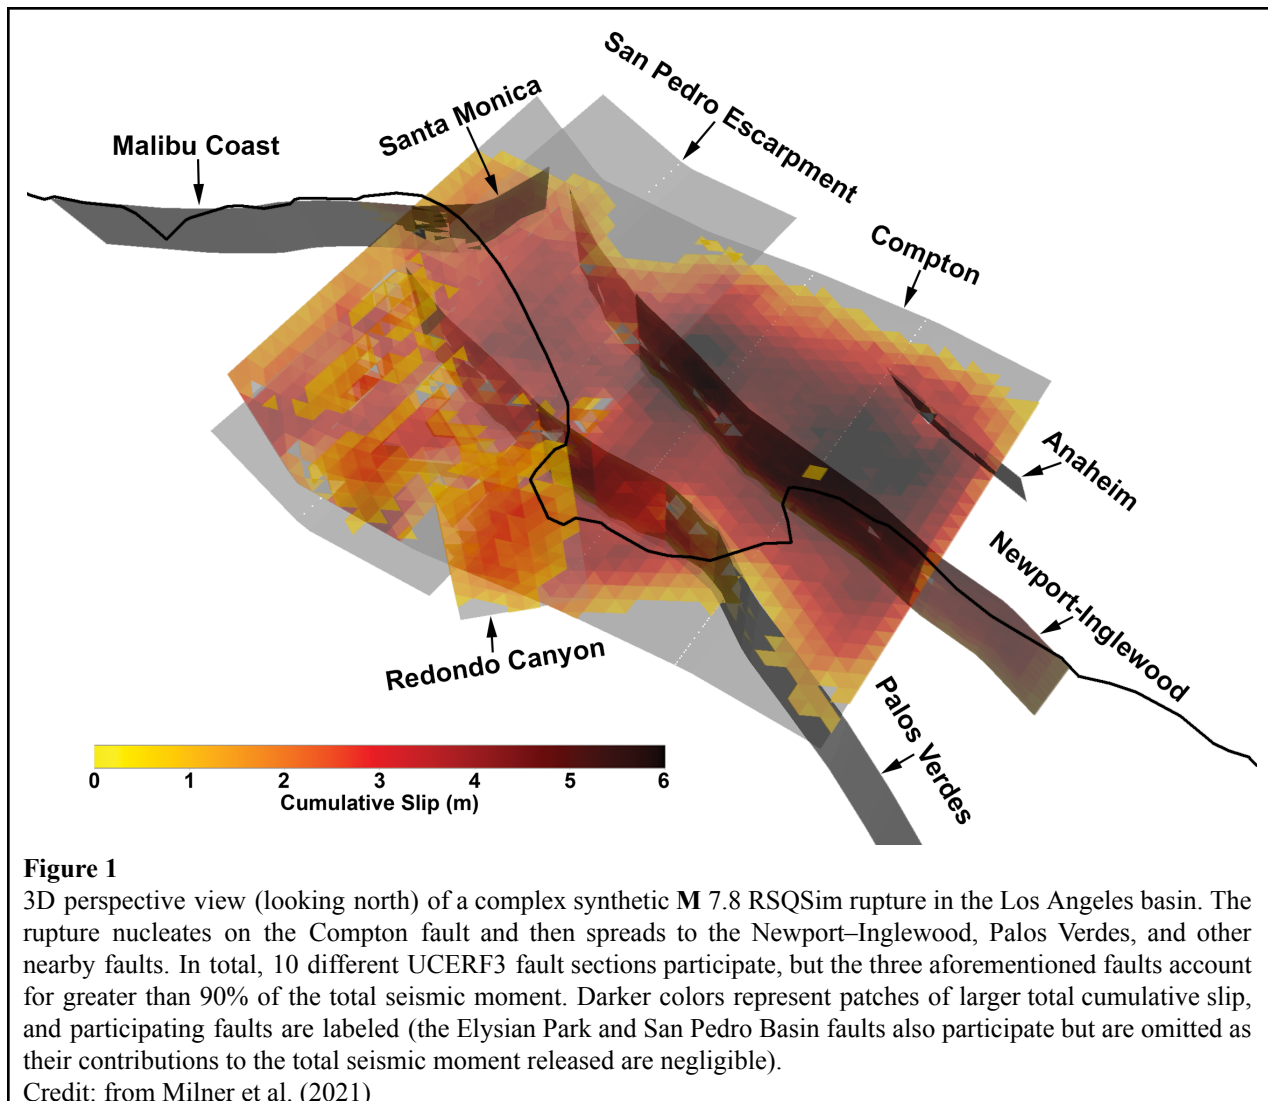 San Pedro Escarpment
Santa Monica
Malibu Coast
Compton
Anaheim
Newport-Inglewood
Redondo Canyon
Palos Verdes
0 1 2 3 4 5 6
Cumulative Slip (m)
Figure 1
3D perspective view (looking north) of a complex synthetic M 7.8 RSQSim rupture in the Los Angeles basin. The
rupture nucleates on the Compton fault and then spreads to the Newport–Inglewood, Palos Verdes, and other
nearby faults. In total, 10 different UCERF3 fault sections participate, but the three aforementioned faults account
for greater than 90% of the total seismic moment. Darker colors represent patches of larger total cumulative slip,
and participating faults are labeled (the Elysian Park and San Pedro Basin faults also participate but are omitted as
their contributions to the total seismic moment released are negligible).
Credit: from Milner et al. (2021)